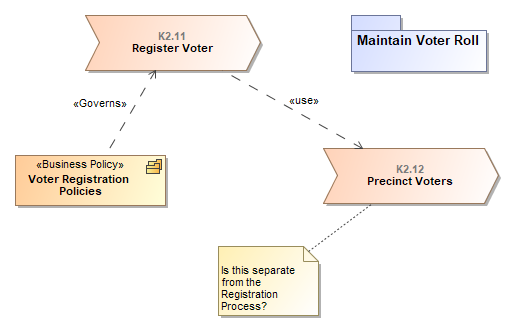 K2.11
Register Voter
Maintain Voter Roll
«Governs»
«use»
«Business Policy»
Voter Registration
Policies
K2.12
Precinct Voters
Is this separate
from the
Registration
Process?